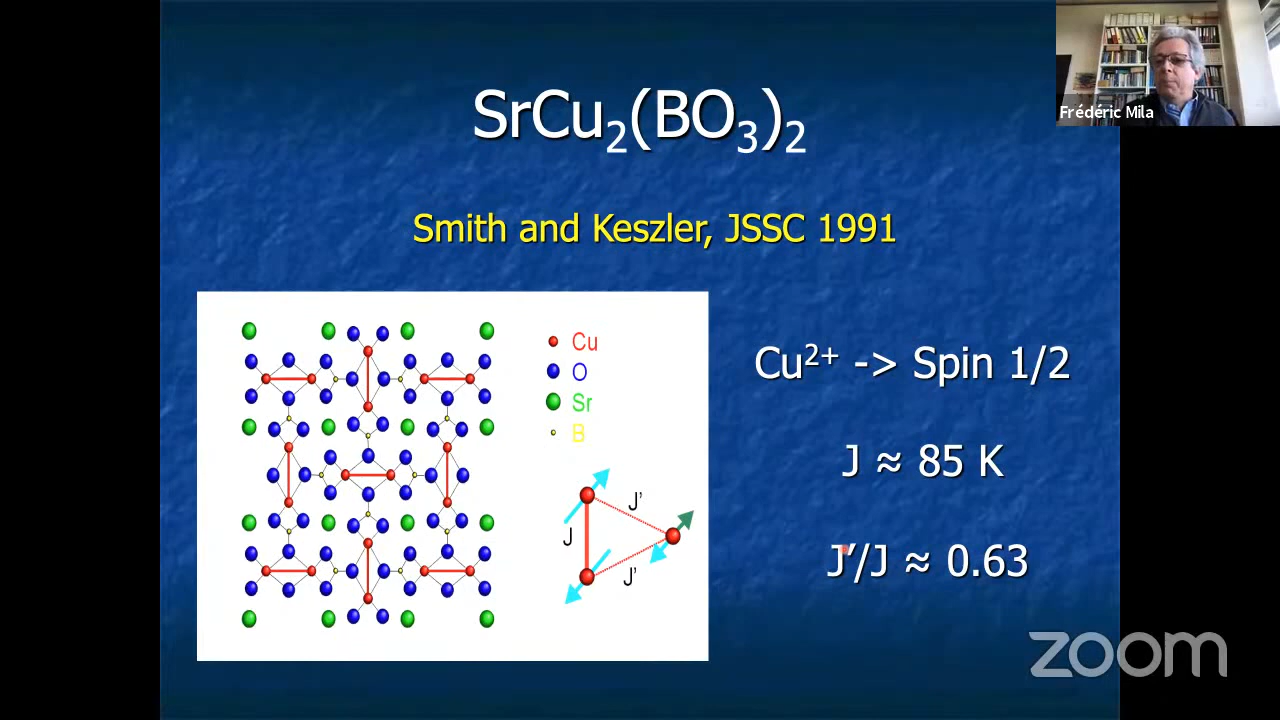 SrCu₂(BO₃)₂
Frédéric Mila
Smith and Keszler, JSSC 1991
Cu
O
Sr
B
J'
J
J'
Cu²⁺ -> Spin 1/2
J ≈ 85 K
J′/J ≈ 0.63
zoom